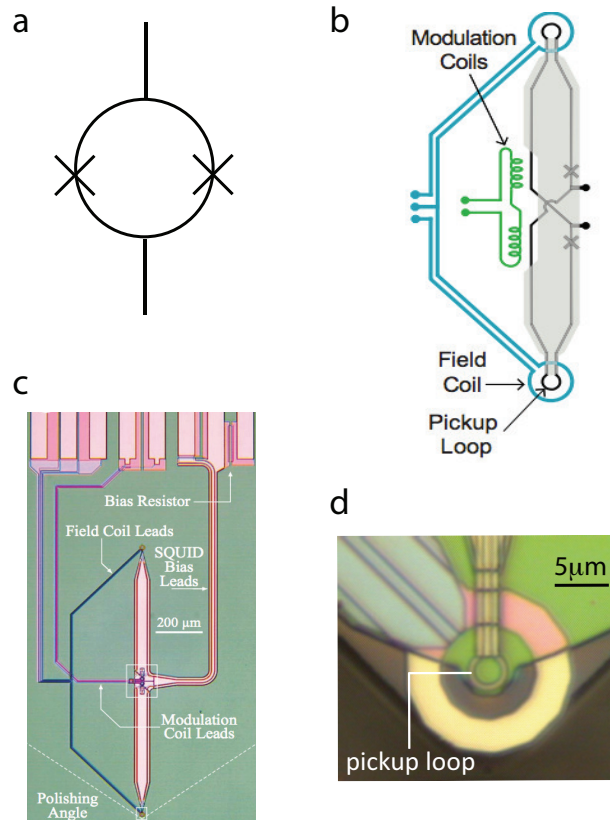 a
b
Modulation
Coils
Field
Coil
Pickup
Loop
c
Bias Resistor
Field Coil Leads
SQUID
Bias
Leads
200 μm
Modulation
Coil Leads
Polishing
Angle
d
5μm
pickup loop